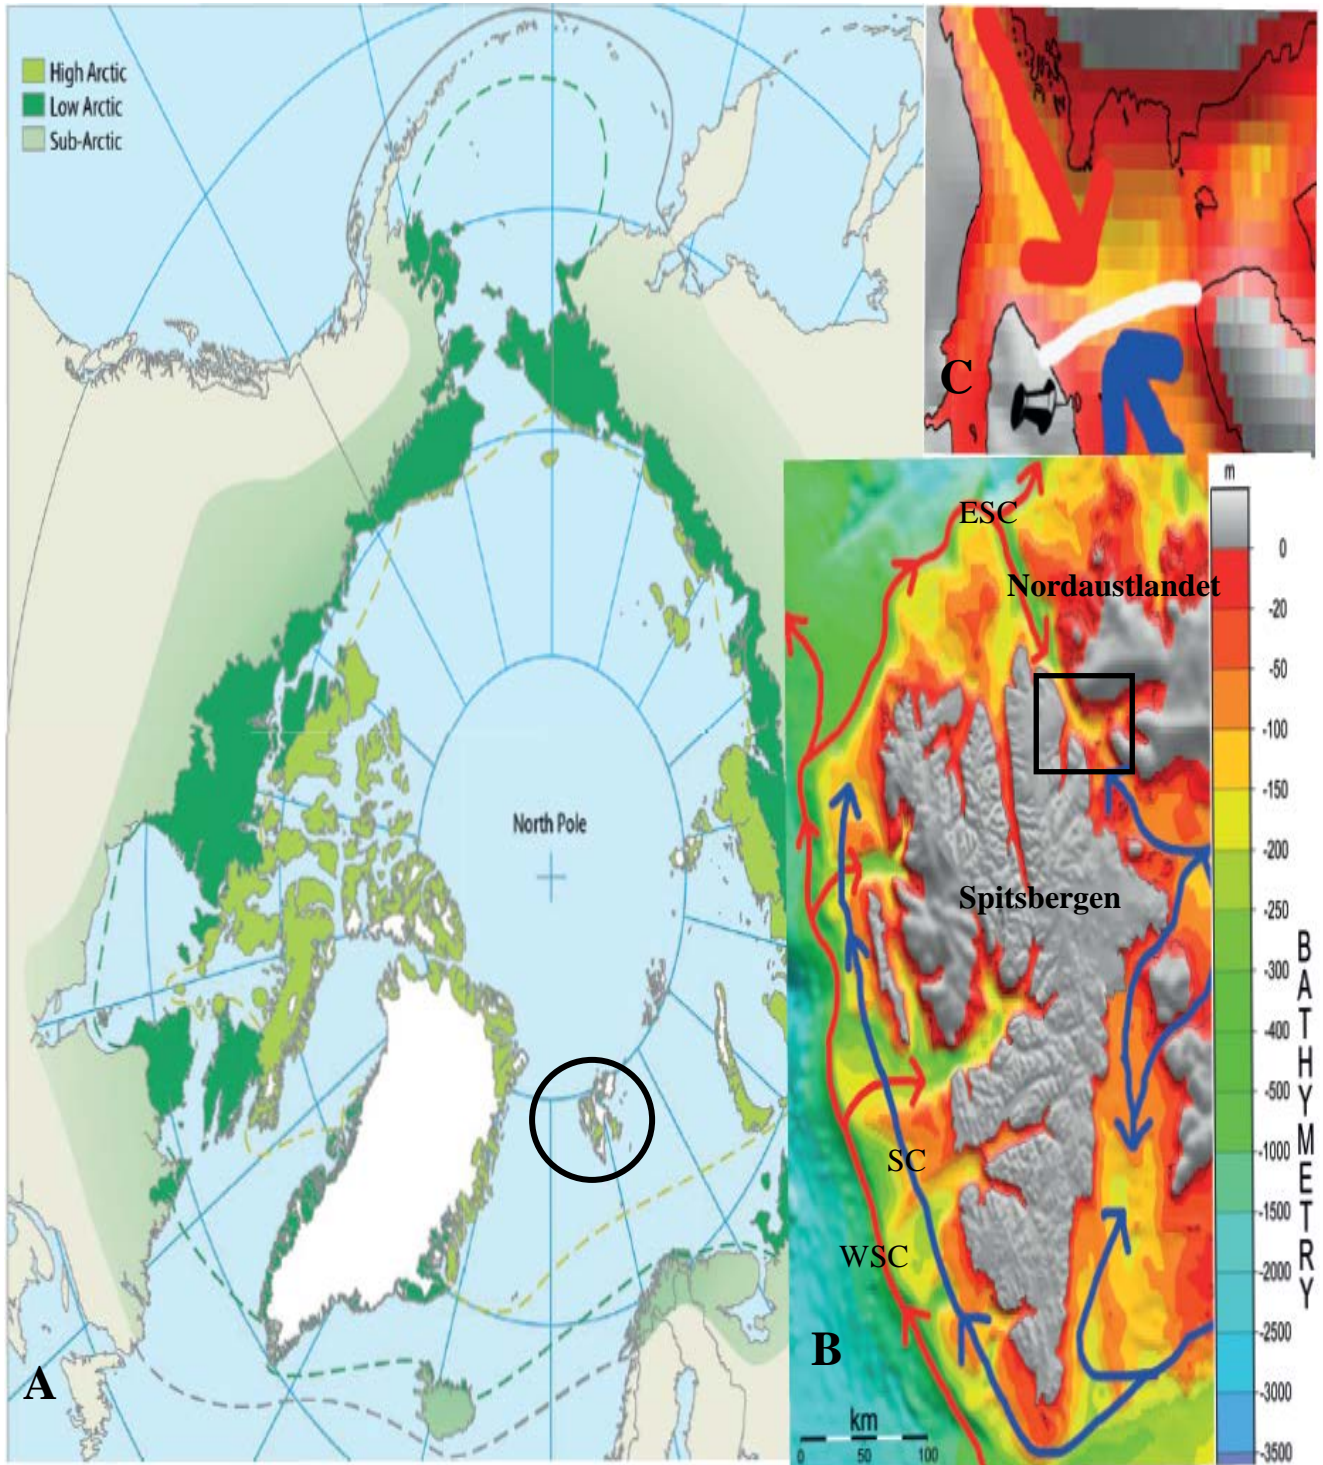 High Arctic
Low Arctic
Sub-Arctic
North Pole
A
C
ESC
Nordaustlandet
Spitsbergen
SC
WSC
B
km
0
50
100
m
0
-20
-50
-100
-150
-200
-250
-300
-400
-500
-1000
-1500
-2000
-2500
-3000
-3500
BATHYMETRY